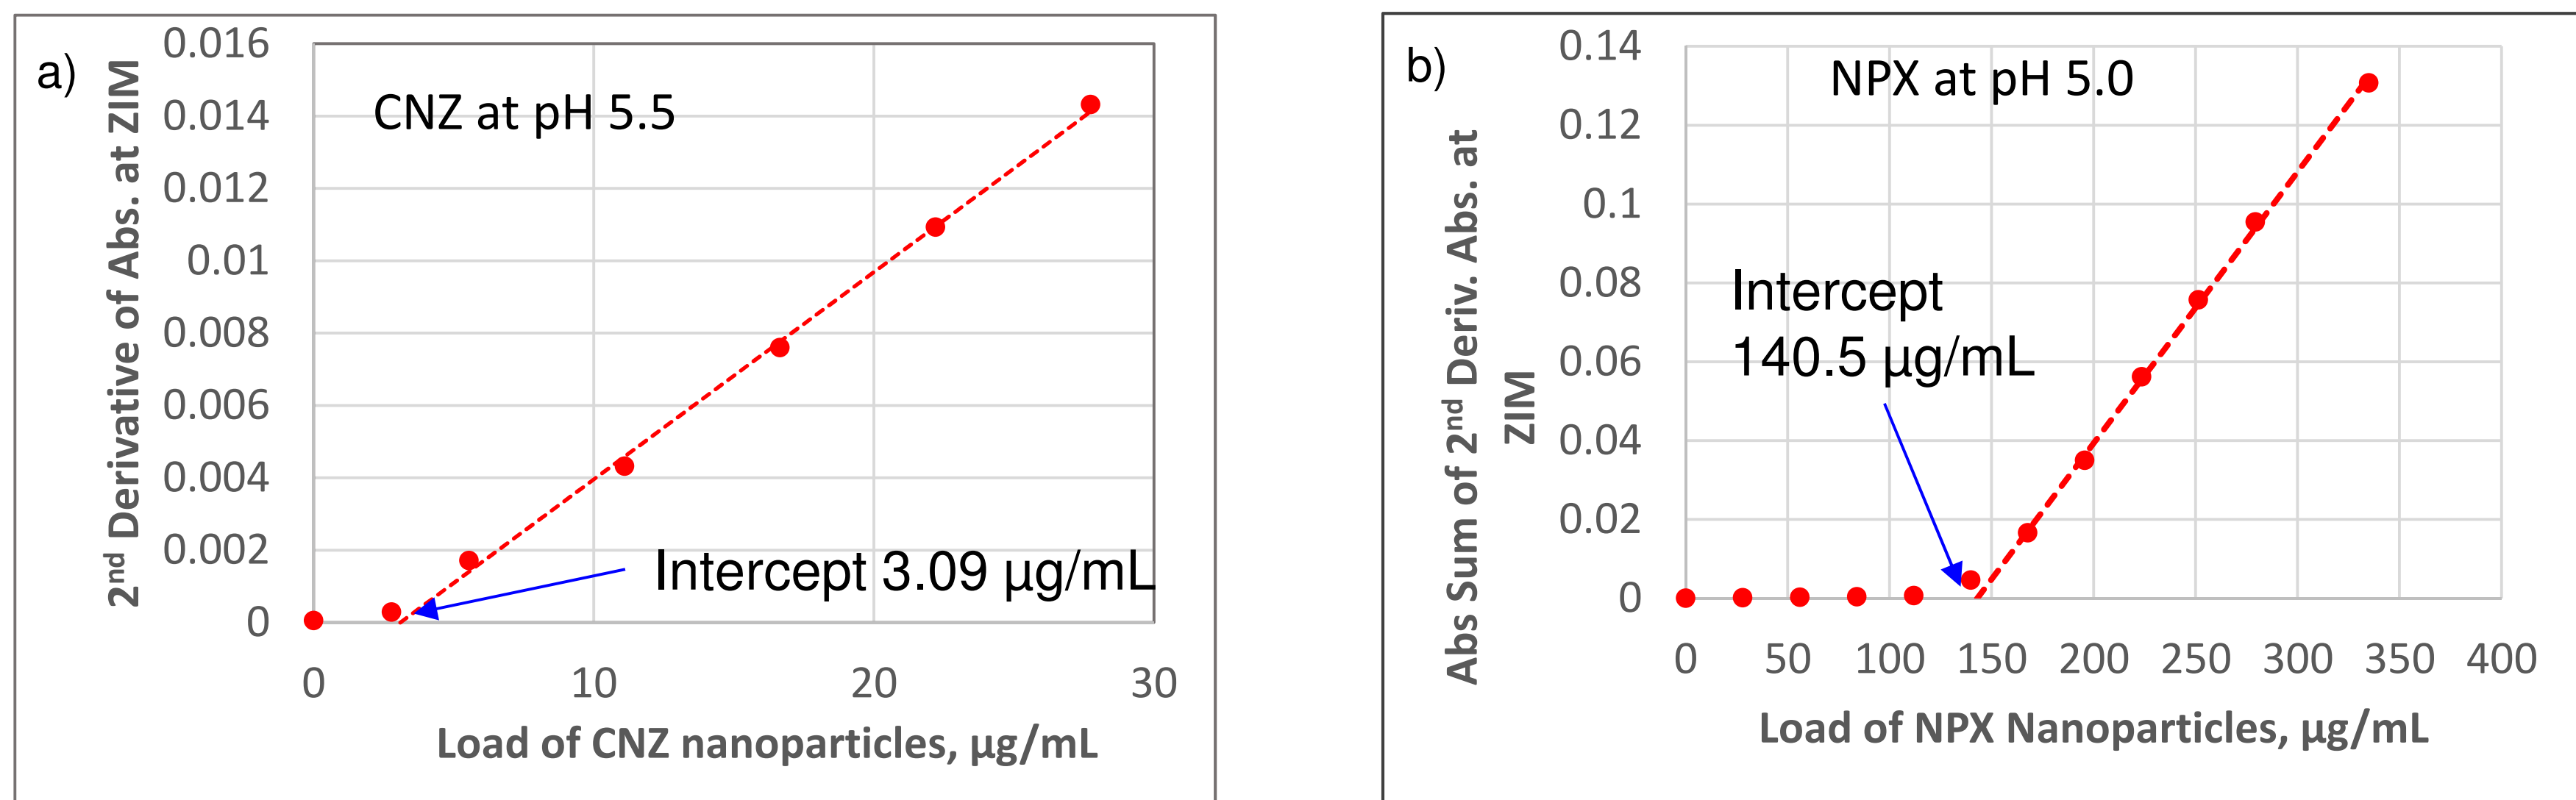 a)
2nd Derivative of Abs. at ZIM
0.016
0.014
0.012
0.01
0.008
0.006
0.004
0.002
0
CNZ at pH 5.5
Intercept 3.09 µg/mL
0 10 20 30
Load of CNZ nanoparticles, µg/mL
b)
Abs Sum of 2nd Deriv. Abs. at
ZIM
0.14
0.12
0.1
0.08
0.06
0.04
0.02
0
NPX at pH 5.0
Intercept
140.5 µg/mL
0 50 100 150 200 250 300 350 400
Load of NPX Nanoparticles, µg/mL